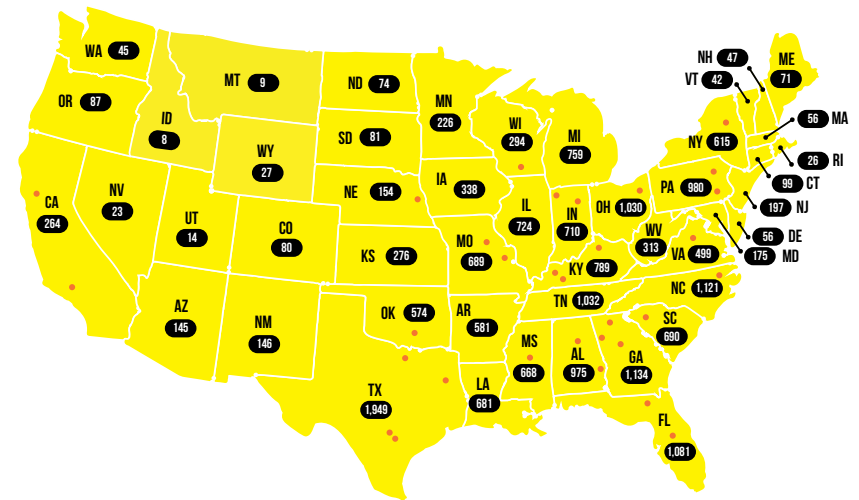 WA 45
OR 87
ID
8
MT 9
ND 74
MN
226
SD 81
WY
27
NE 154
WI
294
MI
759
NH 47
VT 42
ME
71
56 MA
NY 615
26 RI
99 CT
197 NJ
56 DE
175 MD
PA 980
CA
264
NV
23
UT
14
CO
80
IA 338
IL
724
IN
710
OH 1,030
WV
313
VA 499
KS 276
MO
689
KY 789
NC 1,121
TN 1,032
AZ
145
NM
146
OK 574
AR
581
SC
690
MS
668
AL
975
GA
1,134
TX
1,949
LA
681
FL
1,081